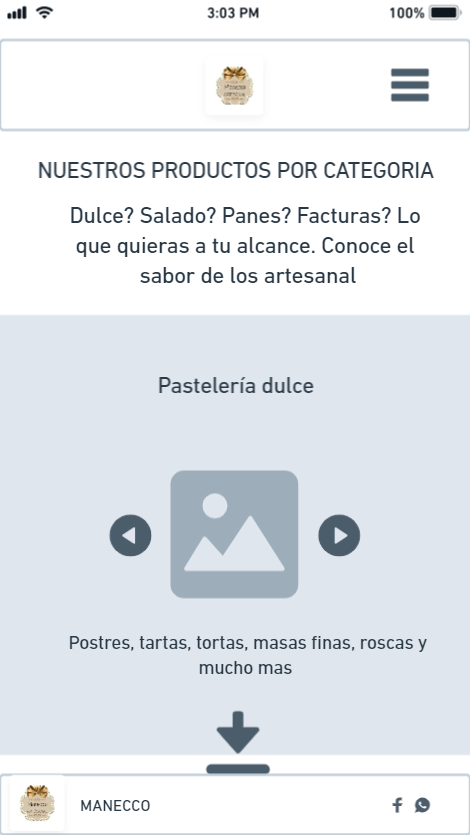 3:03 PM
100%
NUESTROS PRODUCTOS POR CATEGORIA
Dulce? Salado? Panes? Facturas? Lo
que quieras a tu alcance. Conoce el
sabor de los artesanal
Pastelería dulce
Postres, tartas, tortas, masas finas, roscas y
mucho mas
MANECCO